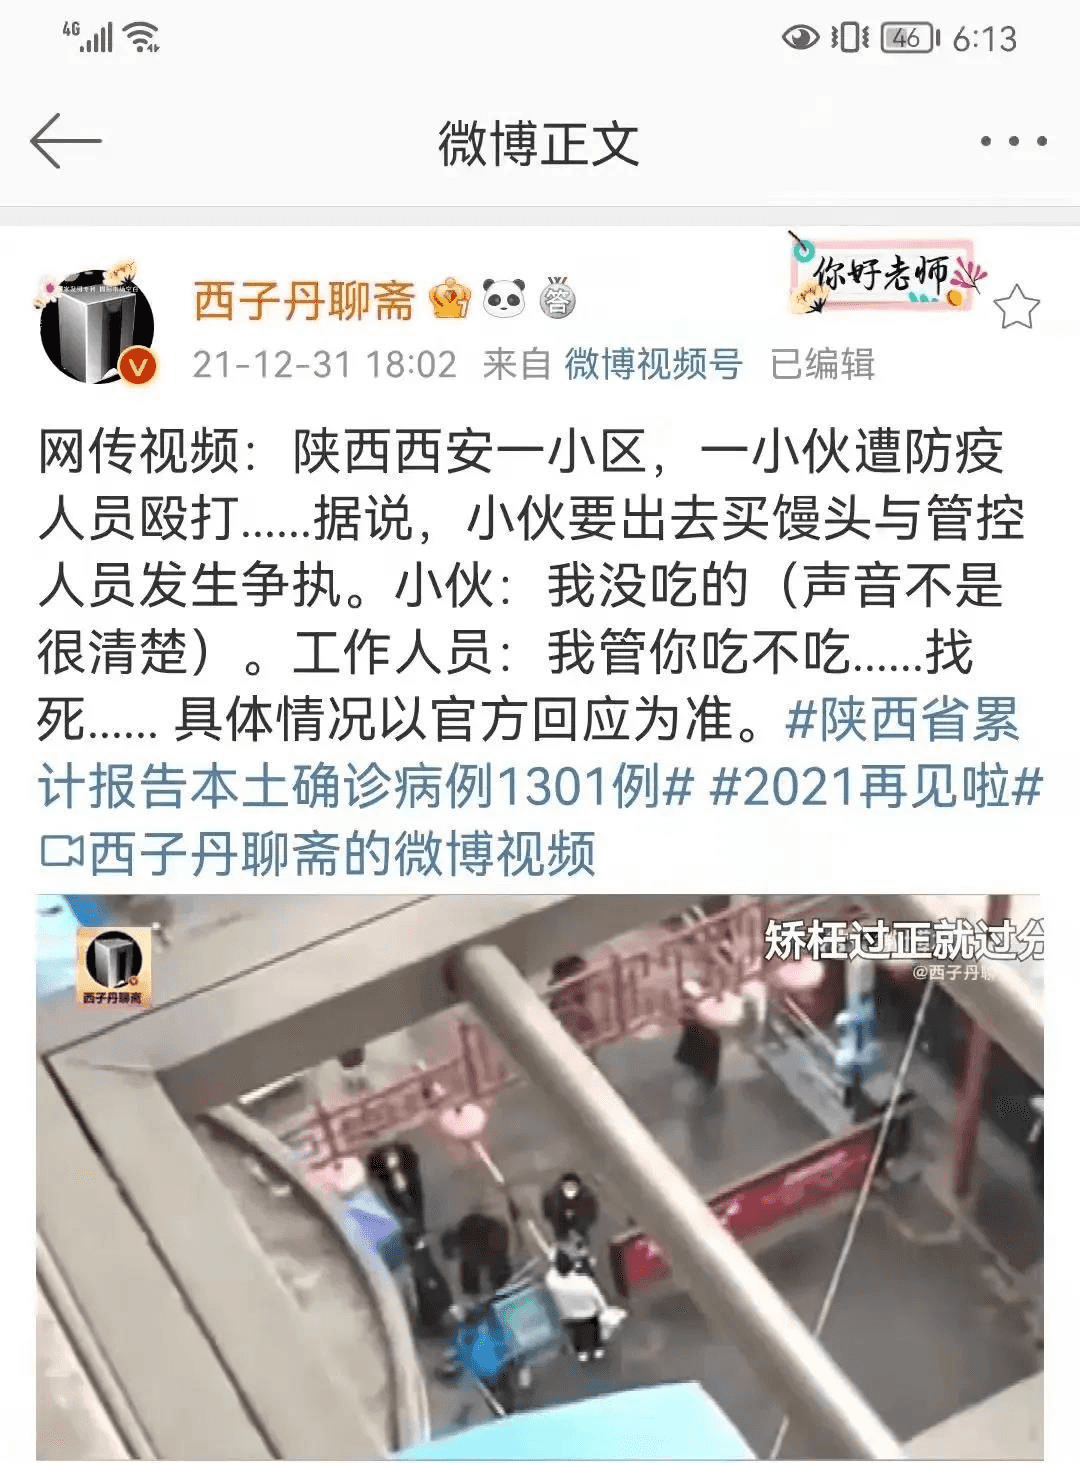 4G
46
6:13
微博正文
你好老师
西子丹聊斋
答
21-12-31 18:02 来自 微博视频号 已编辑
网传视频：陕西西安一小区，一小伙遭防疫
人员殴打......据说，小伙要出去买馒头与管控
人员发生争执。小伙：我没吃的（声音不是
很清楚）。工作人员：我管你吃不吃......找
死...... 具体情况以官方回应为准。#陕西省累
计报告本土确诊病例1301例# #2021再见啦#
西子丹聊斋的微博视频
矫枉过正就过分
@西子丹聊
西子丹聊斋